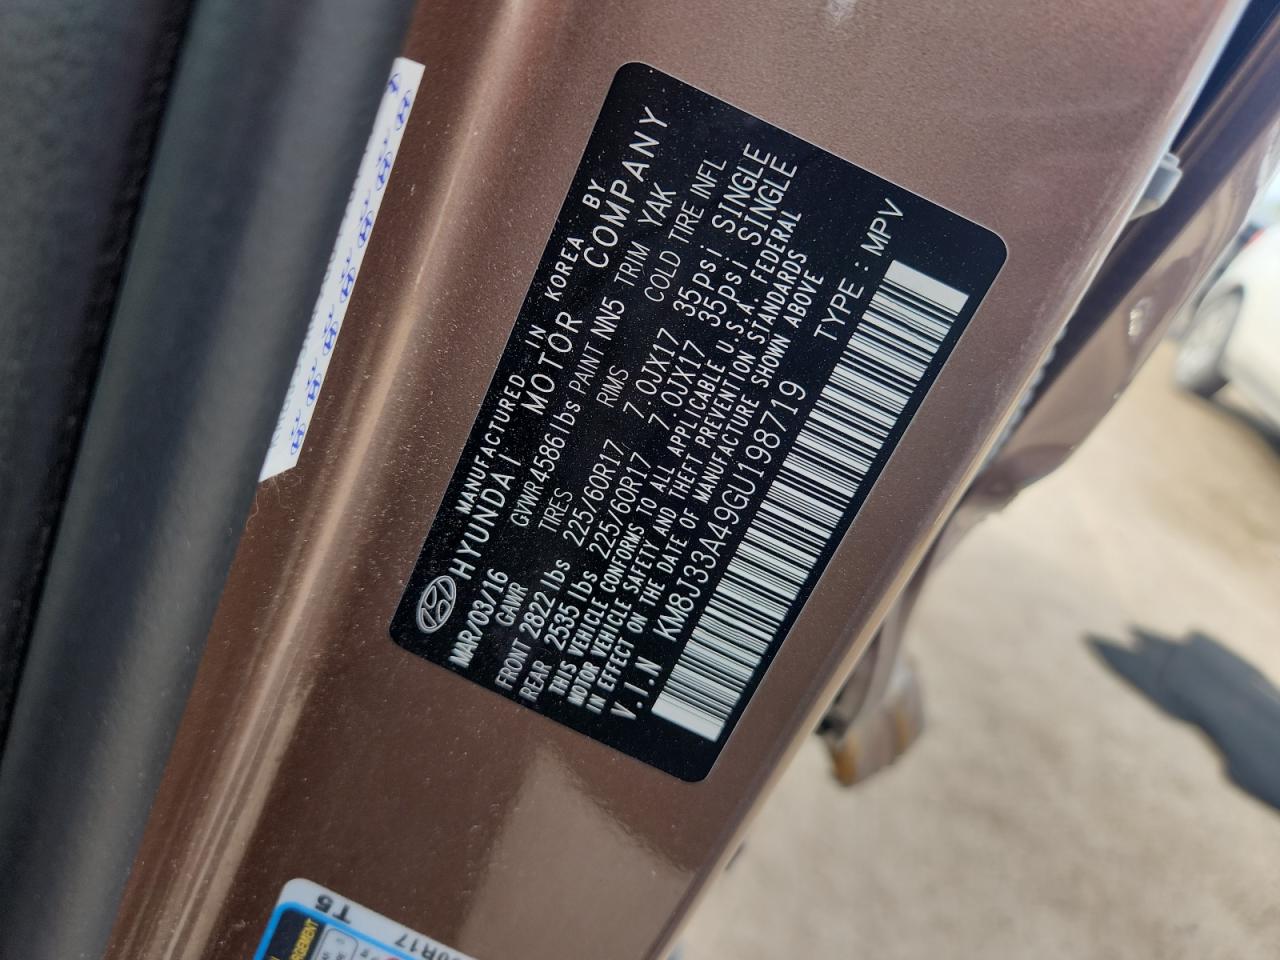 MANUFACTURED IN KOREA BY
HYUNDAI MOTOR COMPANY
MAR/03/16 GVWR 4586 lbs PAINT NN5 TRIM YAK
GAWR TIRES RIMS COLD TIRE INFL
FRONT 2822 lbs 225/60R17 7.0JX17 35psi SINGLE
REAR 2535 lbs 225/60R17 7.0JX17 35psi SINGLE
THIS VEHICLE CONFORMS TO ALL APPLICABLE U.S.A. FEDERAL
MOTOR VEHICLE SAFETY AND THEFT PREVENTION STANDARDS
IN EFFECT ON THE DATE OF MANUFACTURE SHOWN ABOVE
V.I.N KM8J33A49GU198719 TYPE : MPV
T5
0R17